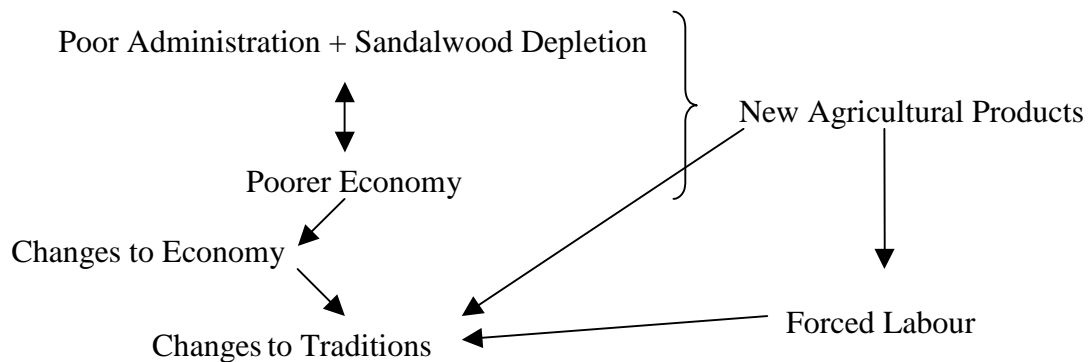 Poor Administration + Sandalwood Depletion
New Agricultural Products
Poorer Economy
Changes to Economy
Forced Labour
Changes to Traditions